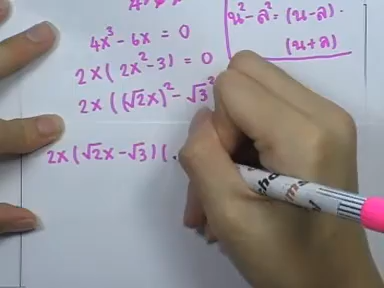 น² - ล² = (น - ล) ·
(น + ล)
4x³ - 6x = 0
2x (2x² - 3) = 0
2x ((√2x)² - √3²
2x (√2x - √3) (